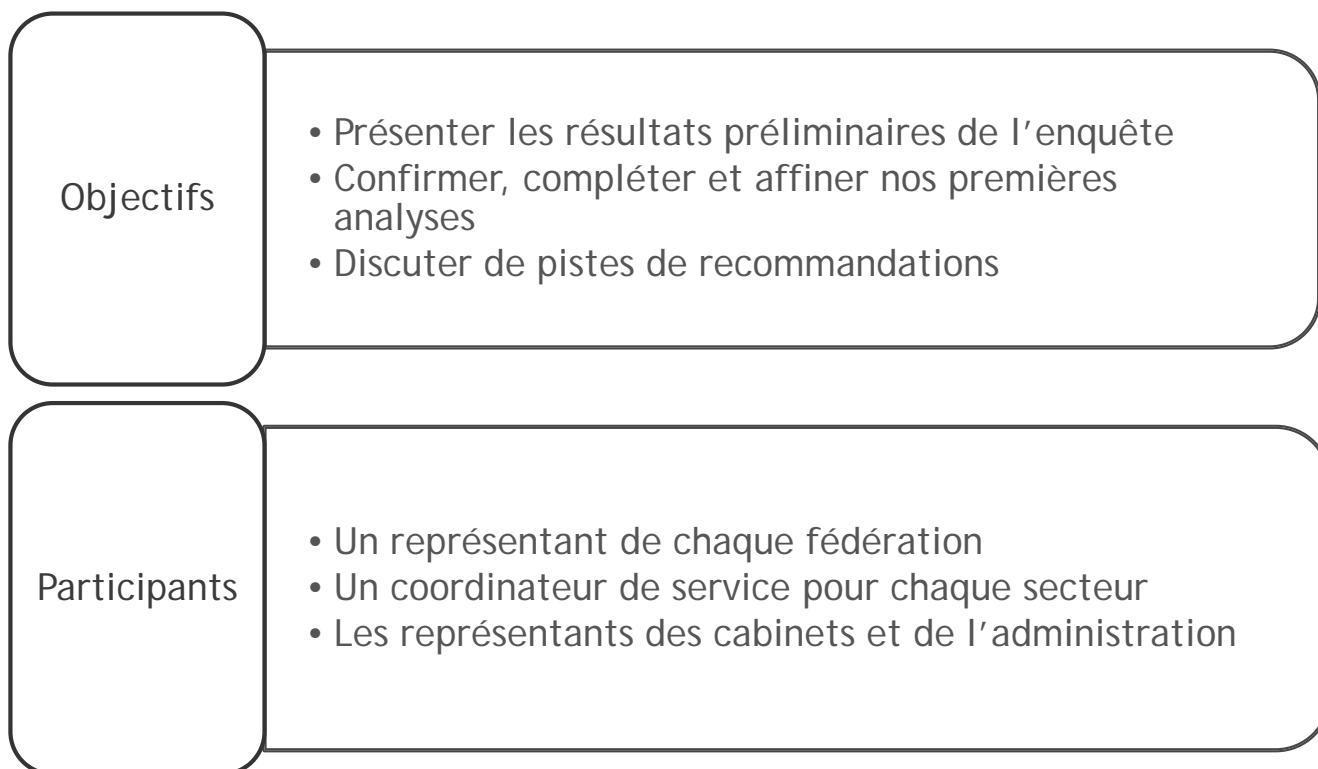 Objectifs
• Présenter les résultats préliminaires de l’enquête
• Confirmer, compléter et affiner nos premières
analyses
• Discuter de pistes de recommandations
Participants
• Un représentant de chaque fédération
• Un coordinateur de service pour chaque secteur
• Les représentants des cabinets et de l’administration